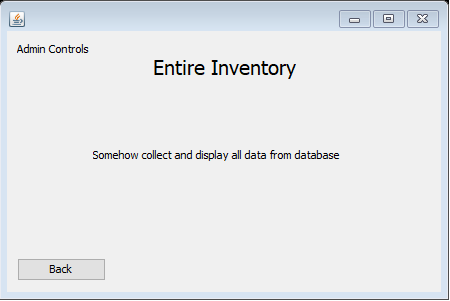 Admin Controls
Entire Inventory
Somehow collect and display all data from database
Back